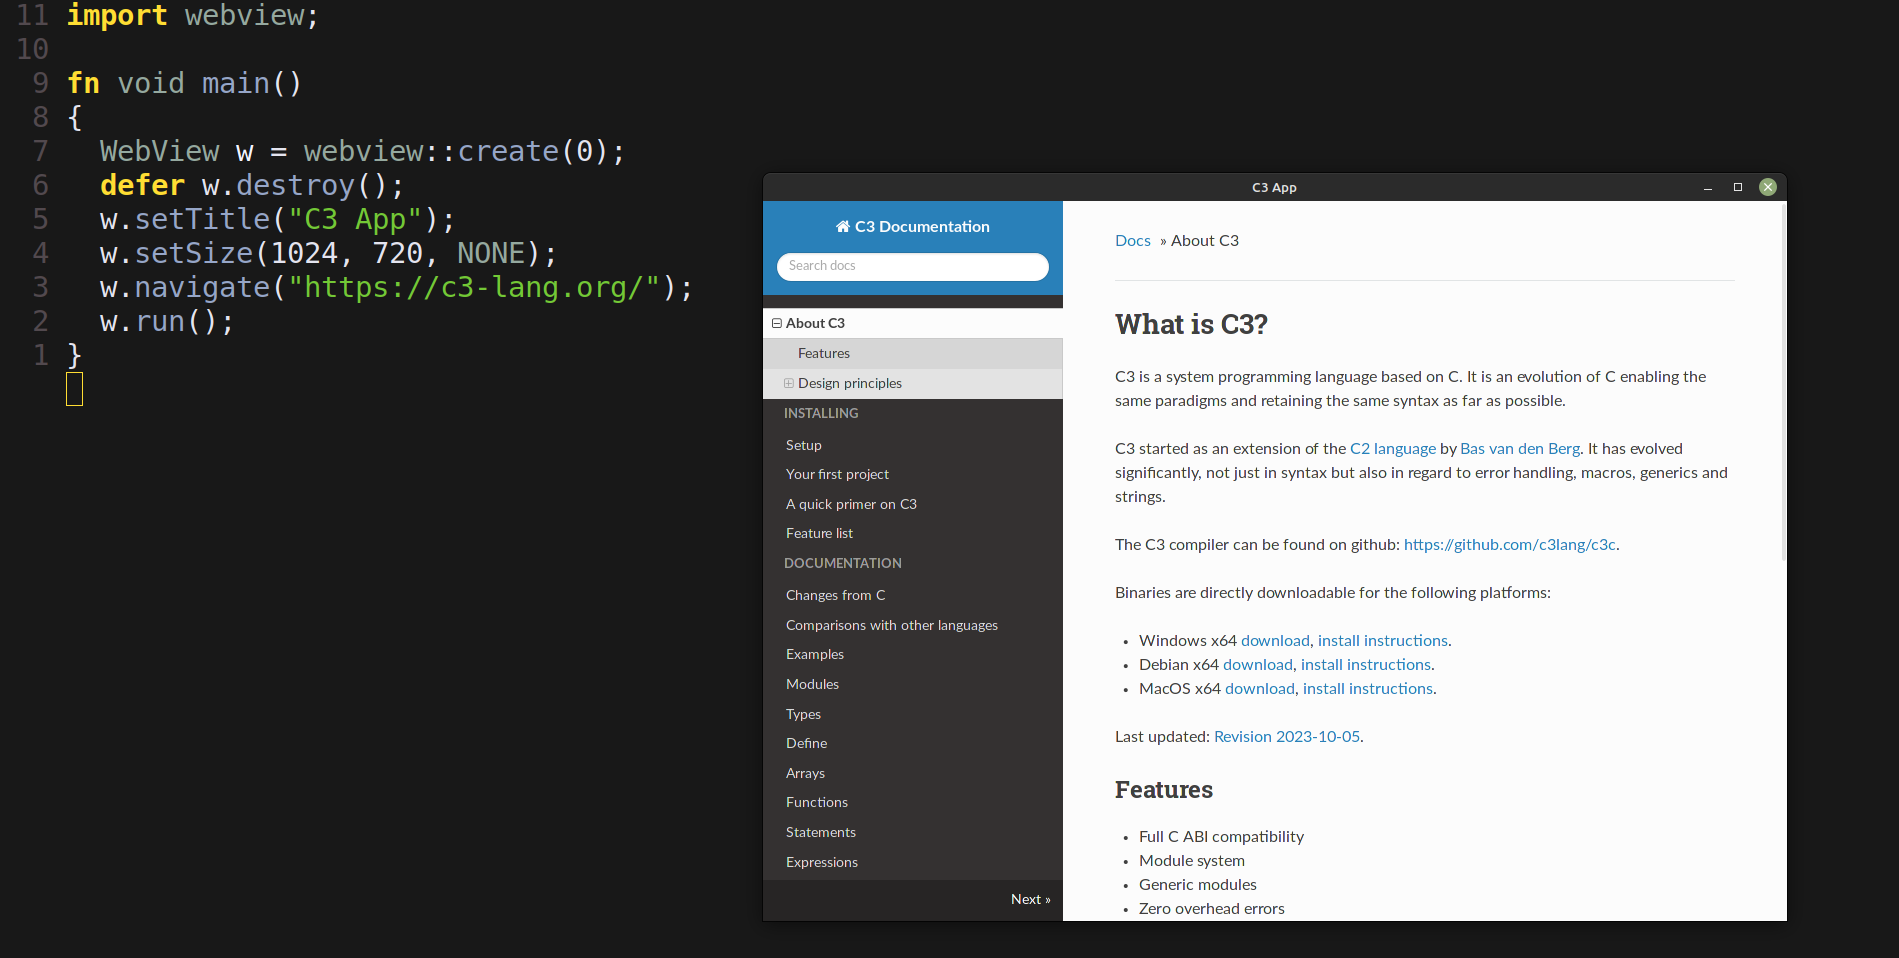 11 import webview;
10
9 fn void main()
8 {
7 WebView w = webview::create(0);
6 defer w.destroy();
5 w.setTitle("C3 App");
4 w.setSize(1024, 720, NONE);
3 w.navigate("https://c3-lang.org/");
2 w.run();
1 }
C3 App
C3 Documentation
Search docs
About C3
Features
Design principles
INSTALLING
Setup
Your first project
A quick primer on C3
Feature list
DOCUMENTATION
Changes from C
Comparisons with other languages
Examples
Modules
Types
Define
Arrays
Functions
Statements
Expressions
Next »
Docs » About C3
What is C3?
C3 is a system programming language based on C. It is an evolution of C enabling the
same paradigms and retaining the same syntax as far as possible.
C3 started as an extension of the C2 language by Bas van den Berg. It has evolved
significantly, not just in syntax but also in regard to error handling, macros, generics and
strings.
The C3 compiler can be found on github: https://github.com/c3lang/c3c.
Binaries are directly downloadable for the following platforms:
• Windows x64 download, install instructions.
• Debian x64 download, install instructions.
• MacOS x64 download, install instructions.
Last updated: Revision 2023-10-05.
Features
• Full C ABI compatibility
• Module system
• Generic modules
• Zero overhead errors